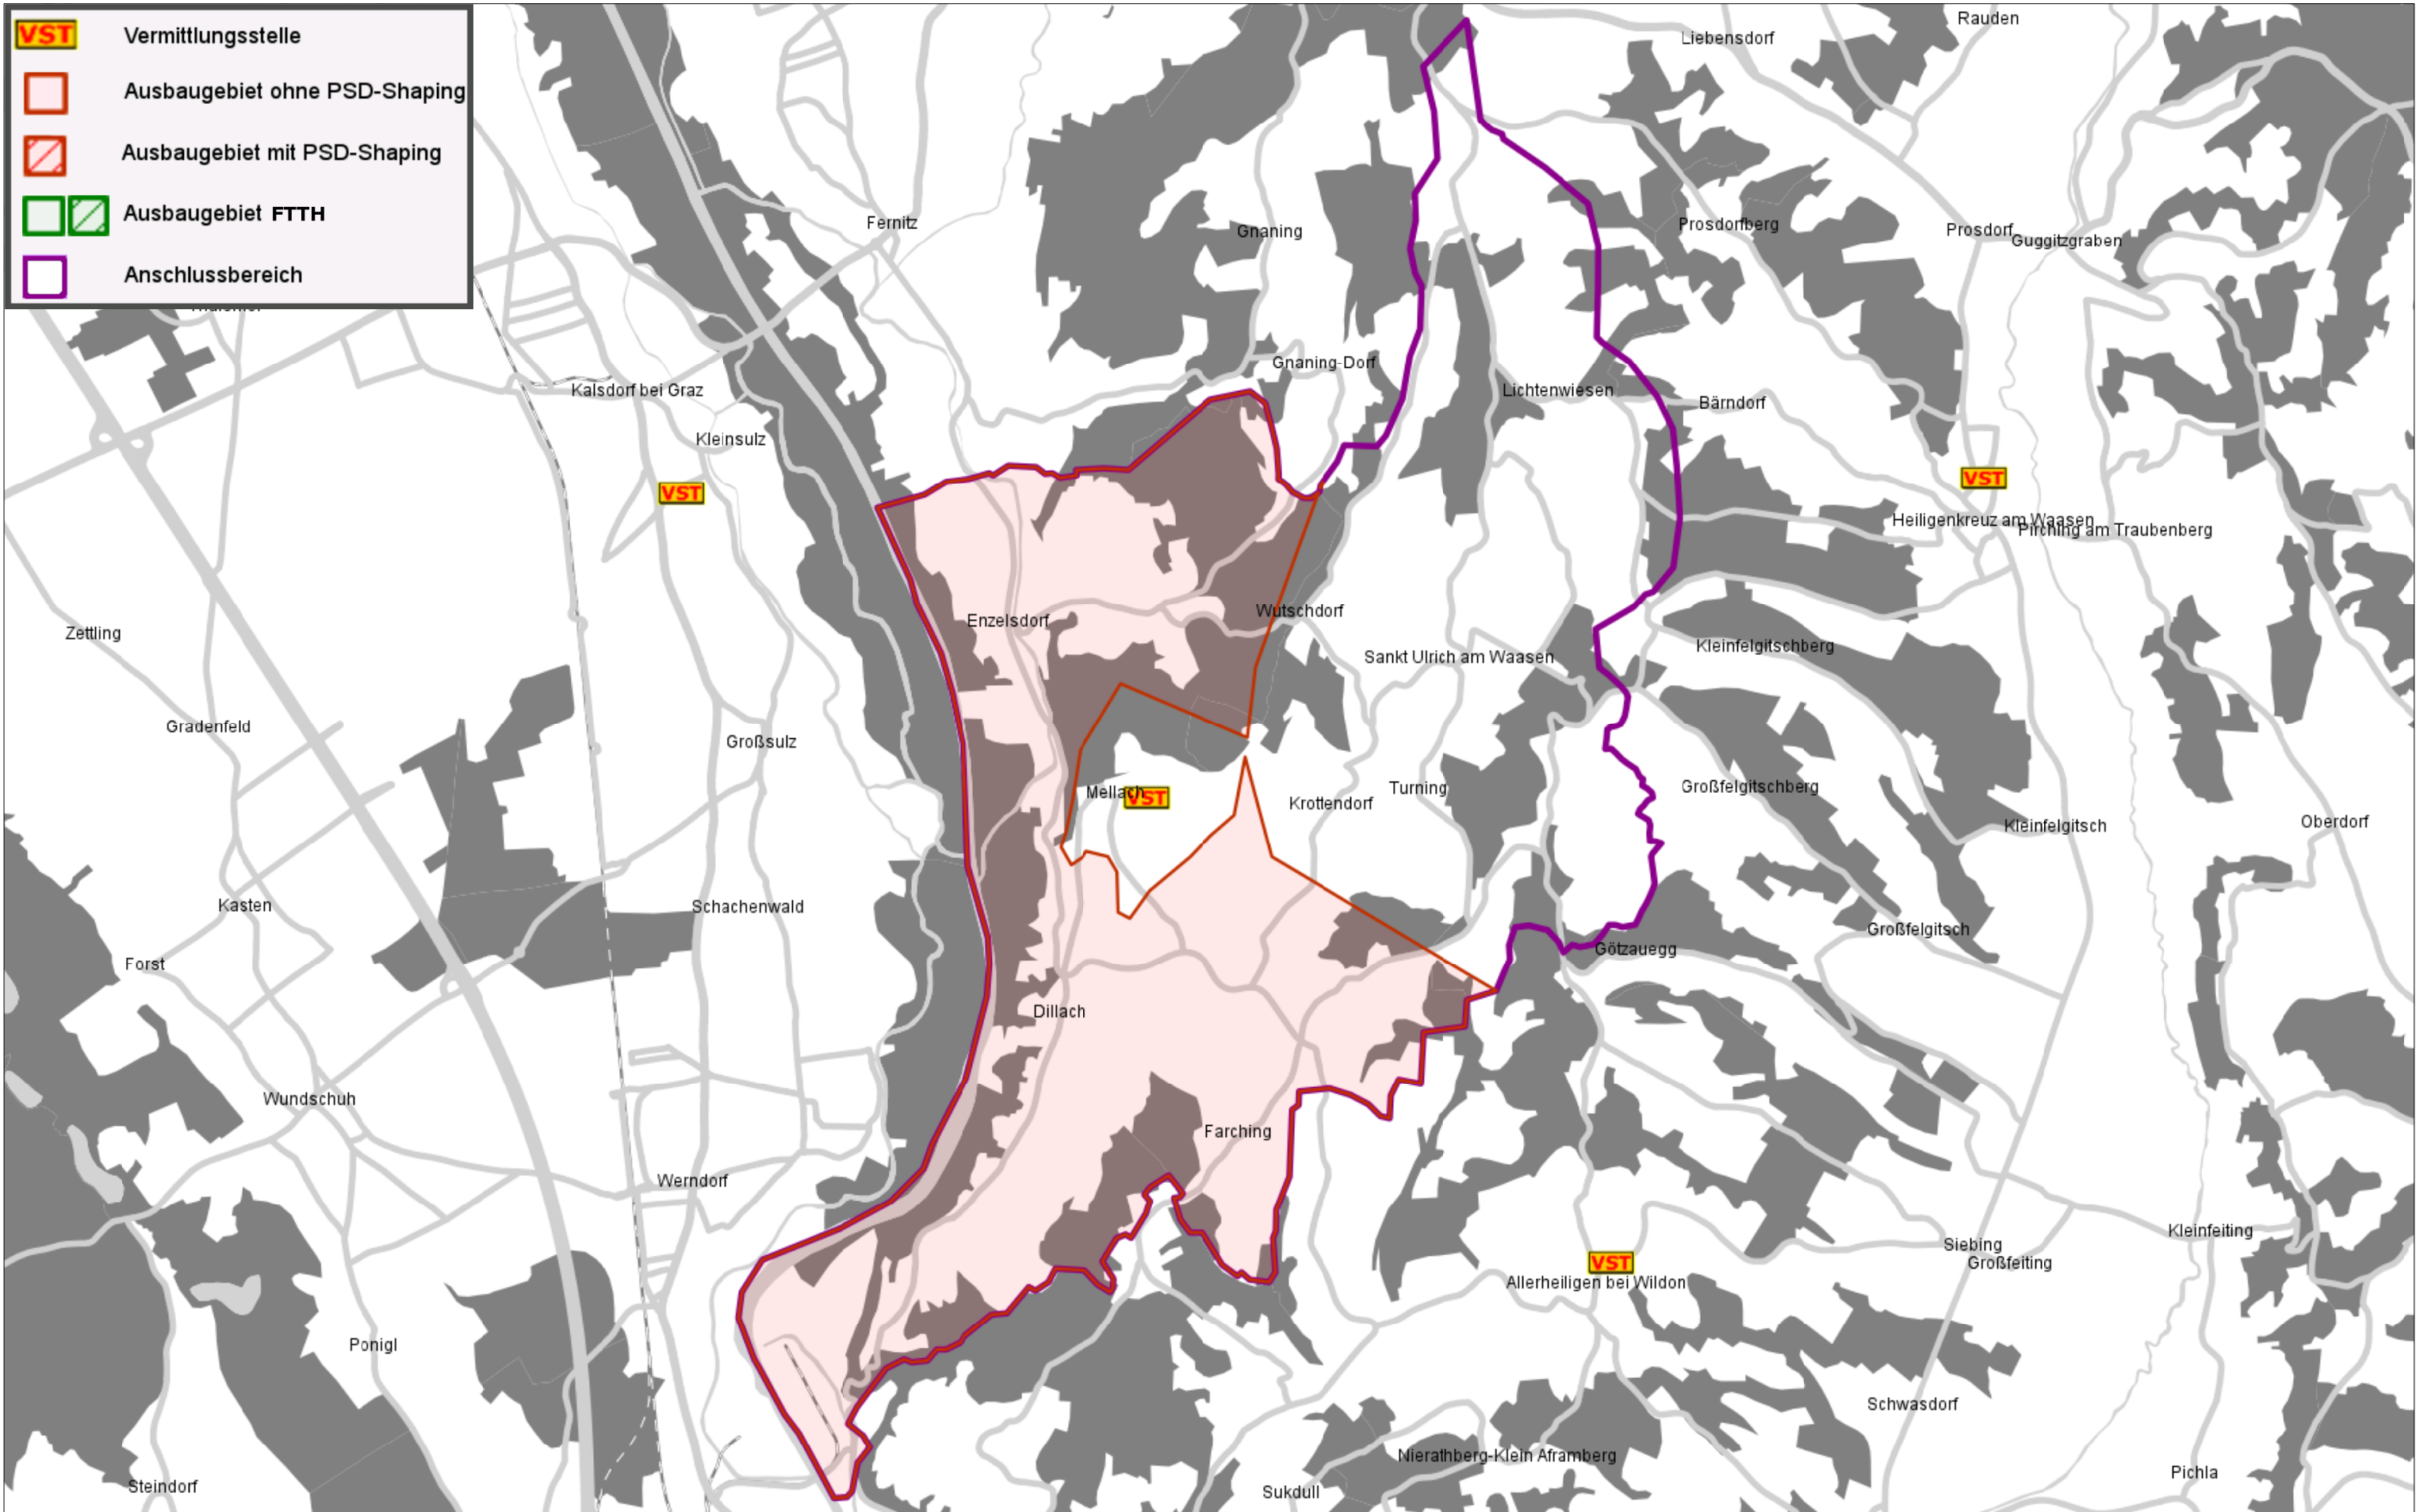 VST Vermittlungsstelle
Ausbaugebiet ohne PSD-Shaping
Ausbaugebiet mit PSD-Shaping
Ausbaugebiet FTTH
Anschlussbereich
Rauden
Liebensdorf
Fernitz
Gnaning
Prosdorfberg
Prosdorf
Guggitzgraben
Gnaning-Dorf
Kalsdorf bei Graz
Lichtenwiesen
Bärndorf
Kleinsulz
VST
VST
Heiligenkreuz am Waasen
Pirching am Traubenberg
Wutschdorf
Enzelsdorf
Zettling
Kleinfelgitschberg
Sankt Ulrich am Waasen
Gradenfeld
Großsulz
Turning
Großfelgitschberg
Mellach
VST
Krottendorf
Oberdorf
Kleinfelgitsch
Kasten
Schachenwald
Großfelgitsch
Götzauegg
Forst
Dillach
Wundschuh
Farching
Werndorf
Kleinfeiting
Siebing
VST
Großfeiting
Allerheiligen bei Wildon
Ponigl
Schwasdorf
Nierathberg-Klein Aframberg
Pichla
Steindorf
Sukdull